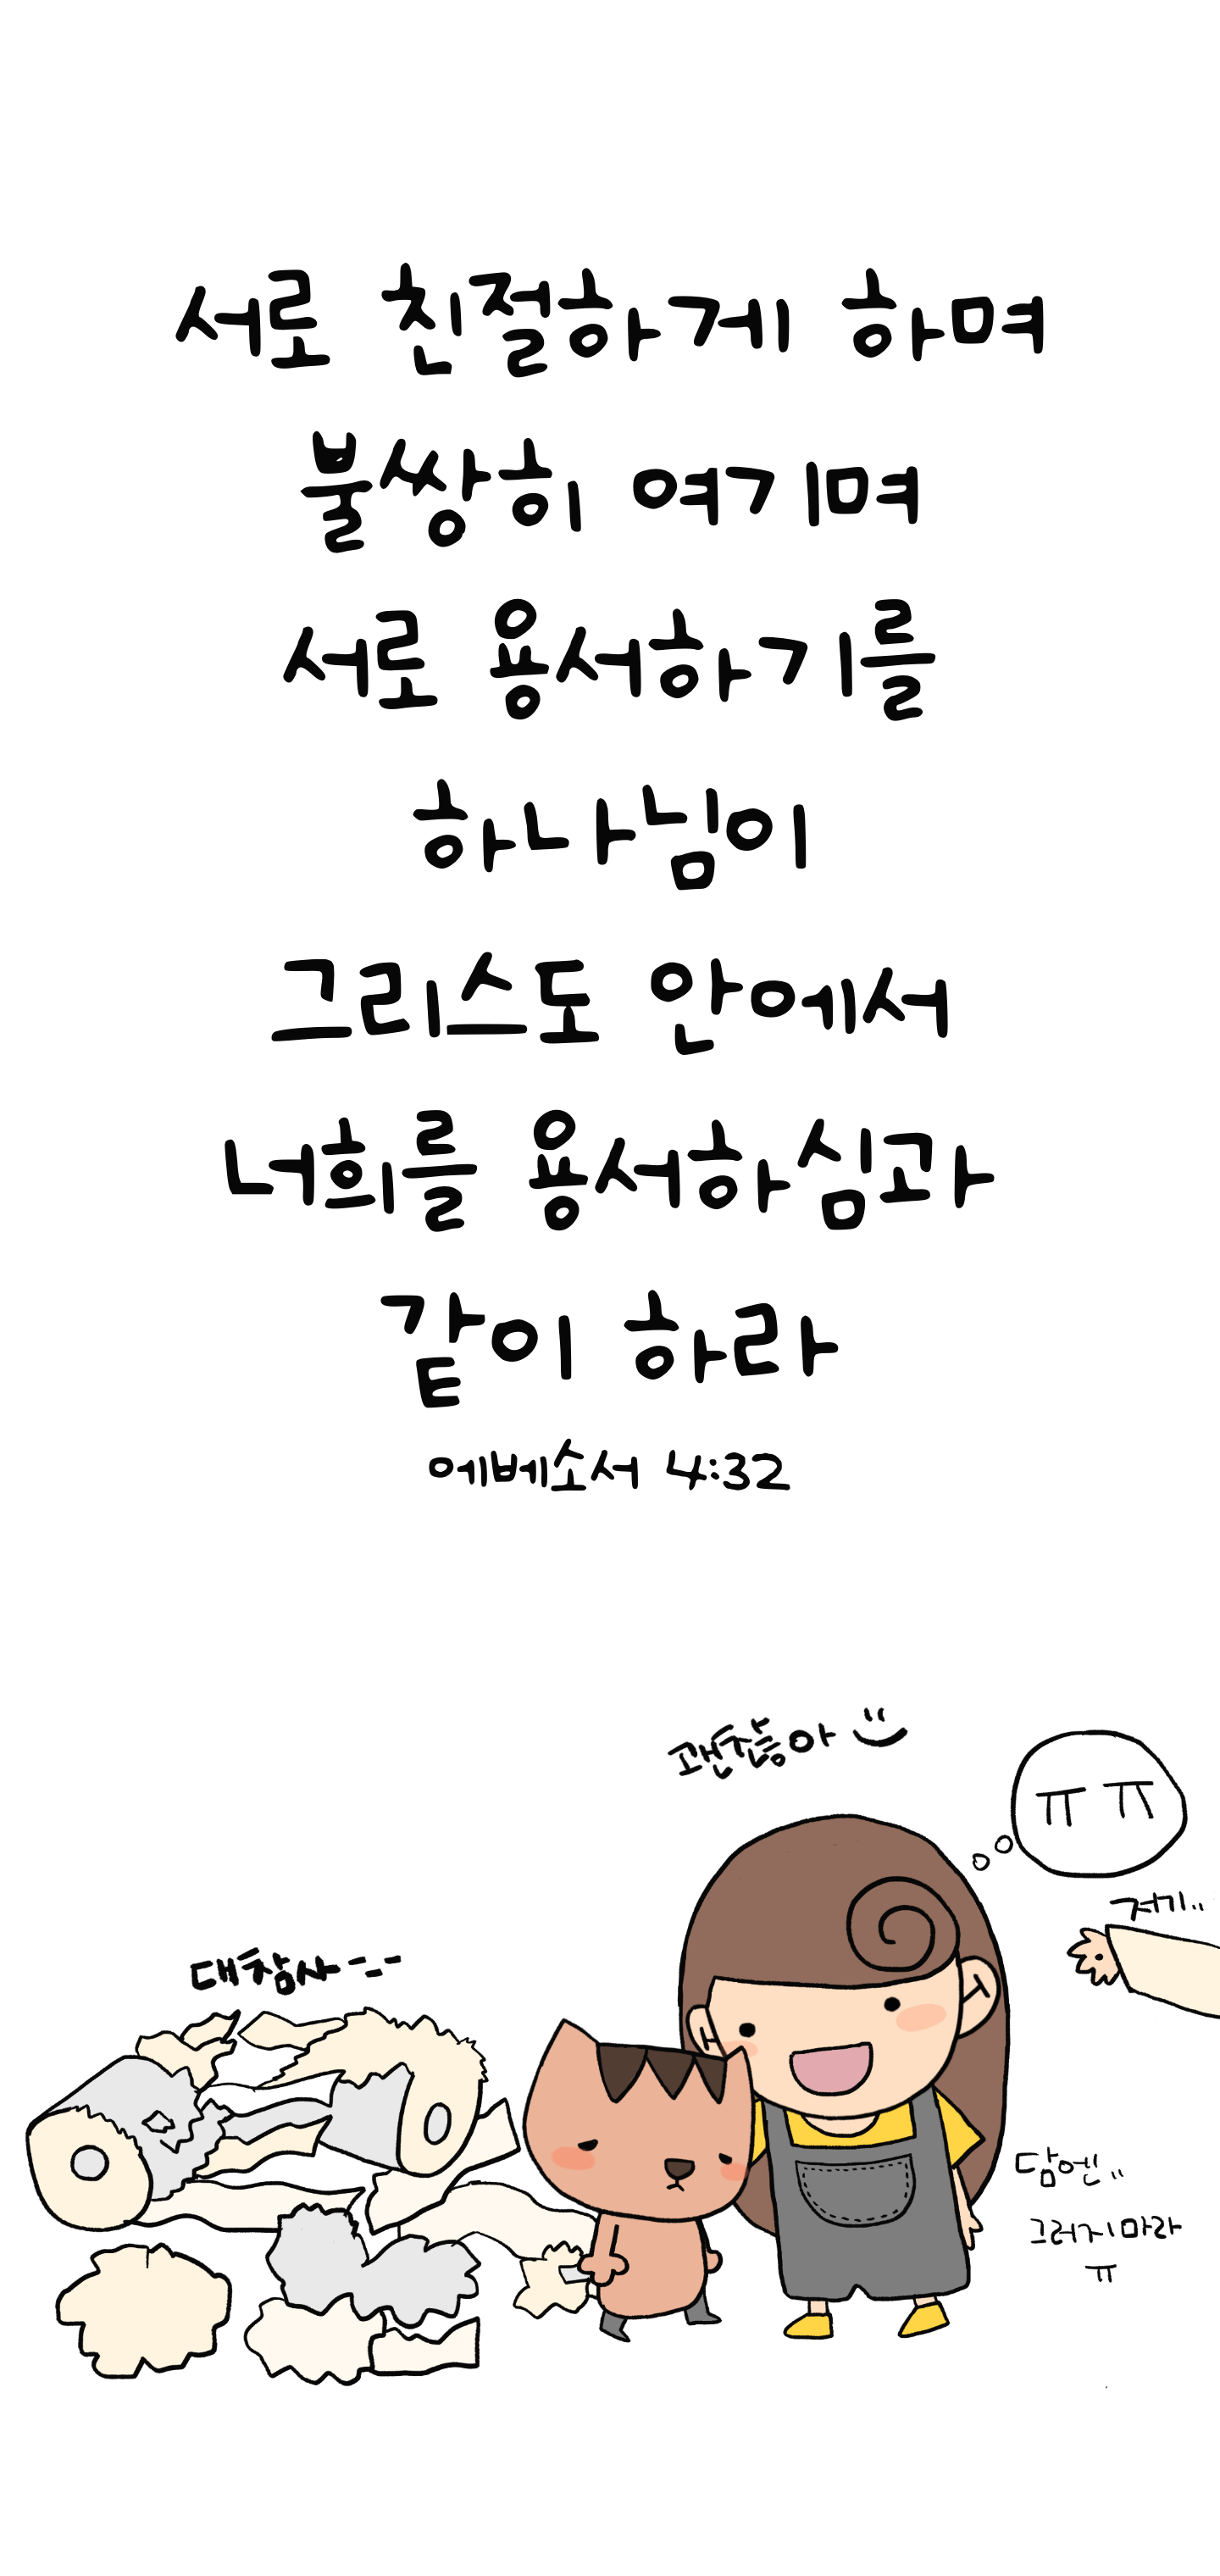 서로 친절하게 하며
불쌍히 여기며
서로 용서하기를
하나님이
그리스도 안에서
너희를 용서하심과
같이 하라
에베소서 4:32
괜찮아
ㅠㅠ
저기..
대참사---
담엔..
그러지마라
ㅠ